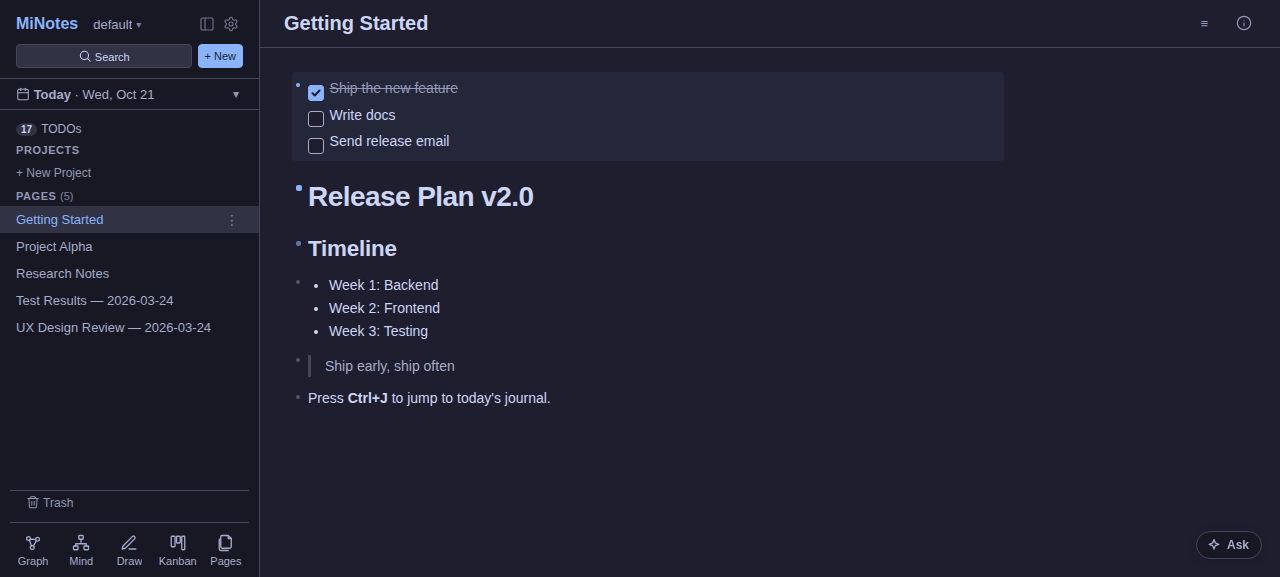 MiNotes default
Search
+ New
Today · Wed, Oct 21
17 TODOs
PROJECTS
+ New Project
PAGES (5)
Getting Started
Project Alpha
Research Notes
Test Results — 2026-03-24
UX Design Review — 2026-03-24
Trash
Graph
Mind
Draw
Kanban
Pages
Getting Started
Ship the new feature
Write docs
Send release email
Release Plan v2.0
Timeline
Week 1: Backend
Week 2: Frontend
Week 3: Testing
Ship early, ship often
Press Ctrl+J to jump to today's journal.
Ask